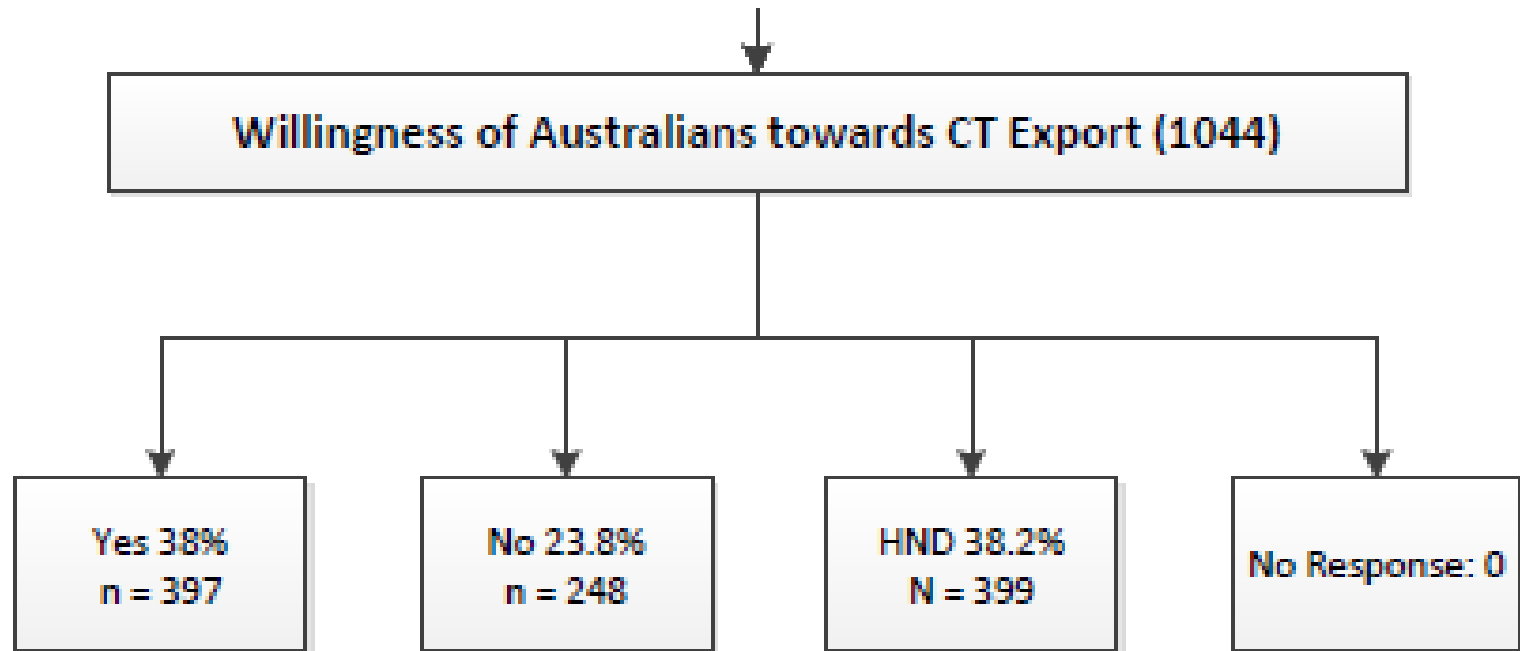 Willingness of Australians towards CT Export (1044)
Yes 38%
n = 397
No 23.8%
n = 248
HND 38.2%
N = 399
No Response: 0